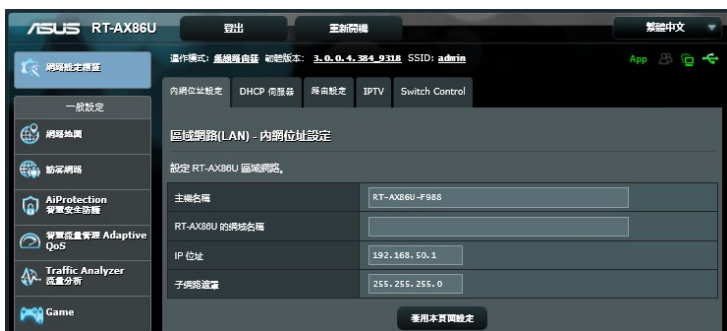 ASUS RT-AX86U 登出 重新開機 繁體中文
運作模式: 無線路由器 韌體版本: 3.0.0.4.384_9318 SSID: admin App
網路設定精靈
內網位址設定 DHCP 伺服器 路由設定 IPTV Switch Control
一般設定
網路地圖
訪客網路
AiProtection
智慧安全防護
智慧流量管理 Adaptive
QoS
Traffic Analyzer
流量分析
Game
區域網路(LAN) - 內網位址設定
設定 RT-AX86U 區域網路。
主機名稱 RT-AX86U-F988
RT-AX86U 的網域名稱
IP 位址 192.168.50.1
子網路遮罩 255.255.255.0
套用本頁面設定